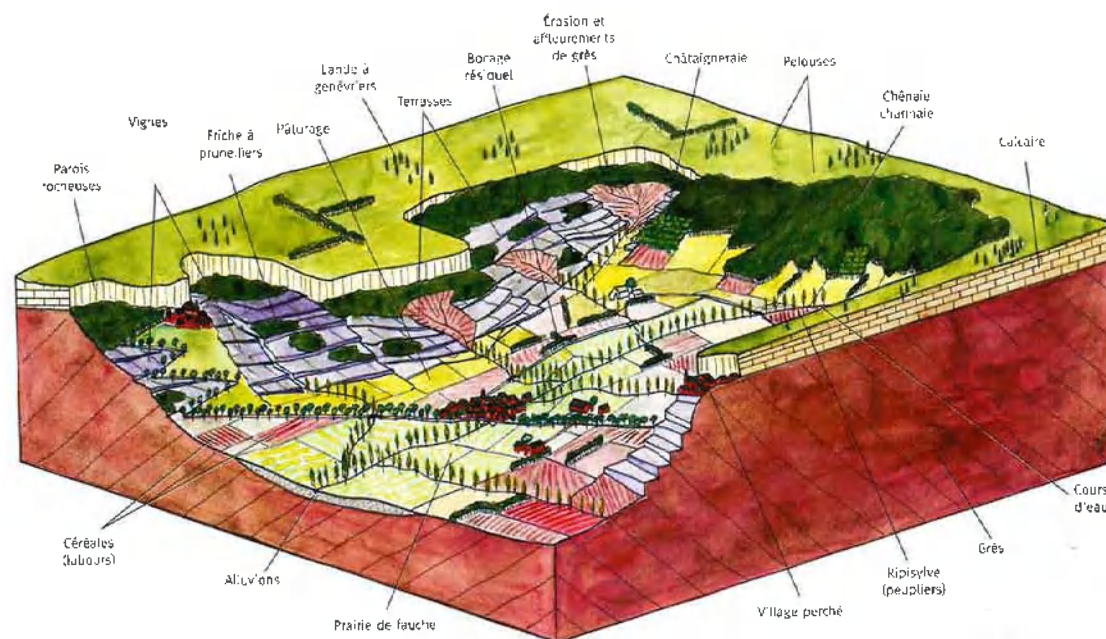 Érosion et
affleurements
de grès
Bocage
résiduel
Châtaigneraie
Pelouses
Lande à
genévriers
Chênaie
charmaie
Terrasses
Vignes
Friche à
prunelliers
Pâturage
Calcaire
Parois
rocheuses
Cours
d'eau
Céréales
(labours)
Grès
Alluvions
Ripisylve
(peupliers)
Village perché
Prairie de fauche